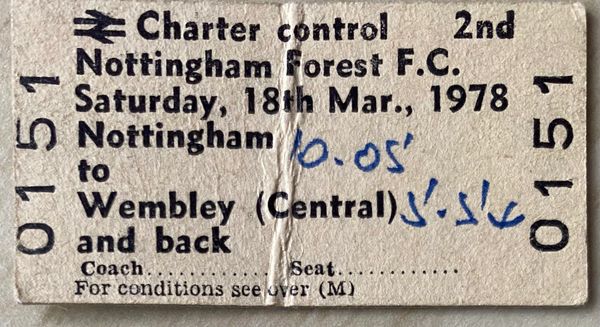 Charter control 2nd
Nottingham Forest F.C.
Saturday, 18th Mar., 1978
Nottingham 10.05
to
Wembley (Central)
and back
Coach............ Seat............
For conditions see over (M)
0151
0151